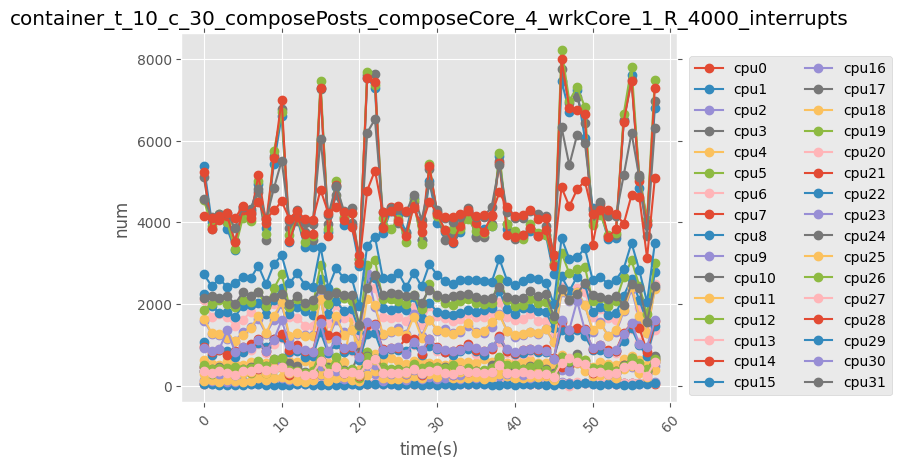 container_t_10_c_30_composePosts_composeCore_4_wrkCore_1_R_4000_interrupts
8000
6000
4000
2000
0
num
0
10
20
30
40
50
60
time(s)
cpu0
cpu1
cpu2
cpu3
cpu4
cpu5
cpu6
cpu7
cpu8
cpu9
cpu10
cpu11
cpu12
cpu13
cpu14
cpu15
cpu16
cpu17
cpu18
cpu19
cpu20
cpu21
cpu22
cpu23
cpu24
cpu25
cpu26
cpu27
cpu28
cpu29
cpu30
cpu31